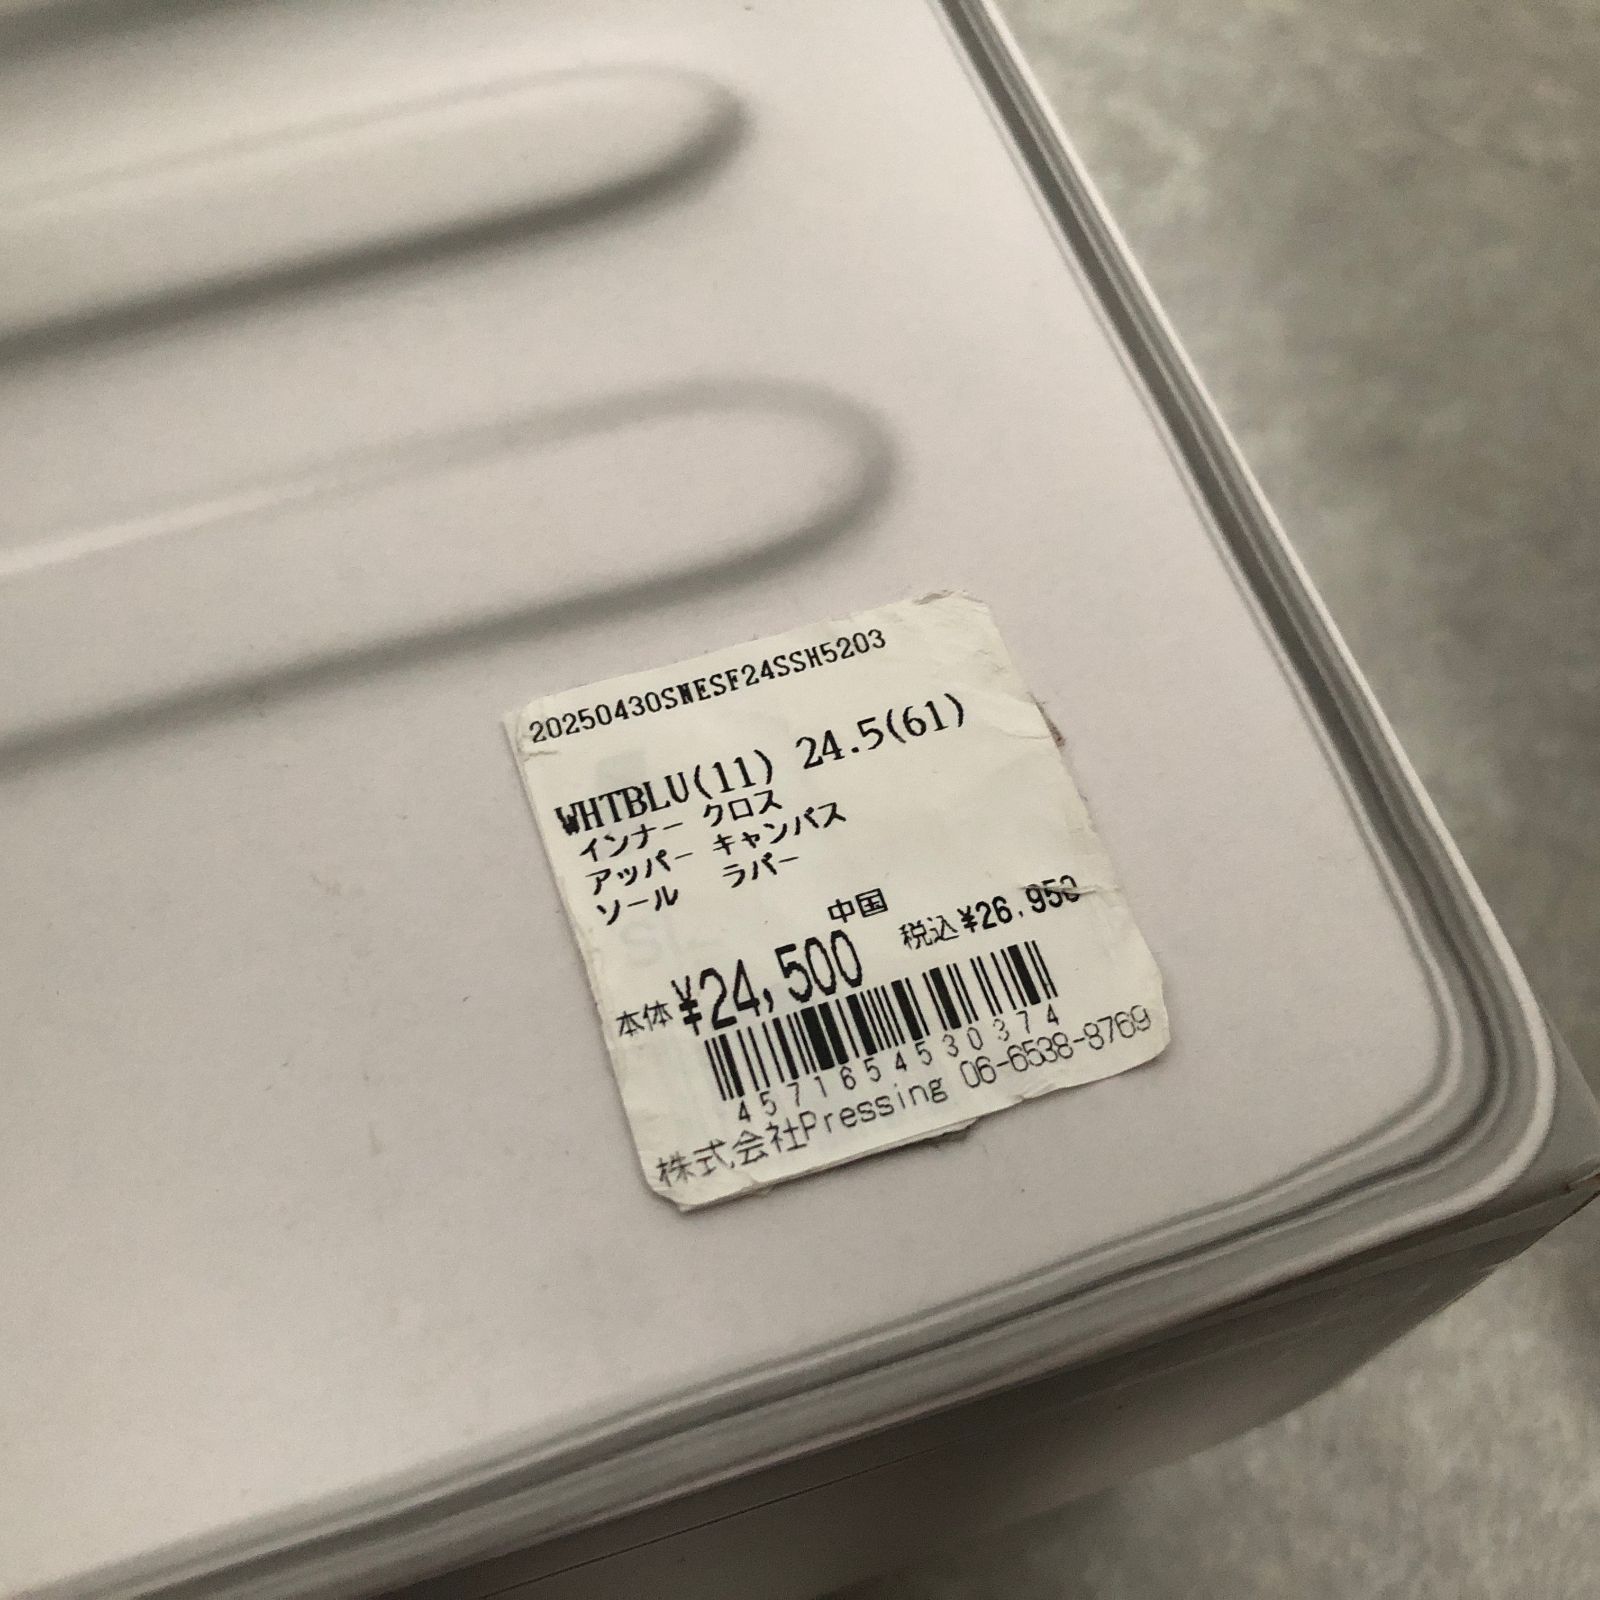 20250430SNESF24SSH5203
WHTBLU(11) 24.5(61)
インナー クロス
アッパー キャンバス
ソール ラバー
中国
本体¥24,500 税込¥26,950
4571654530374
株式会社Pressing 06-6538-8769